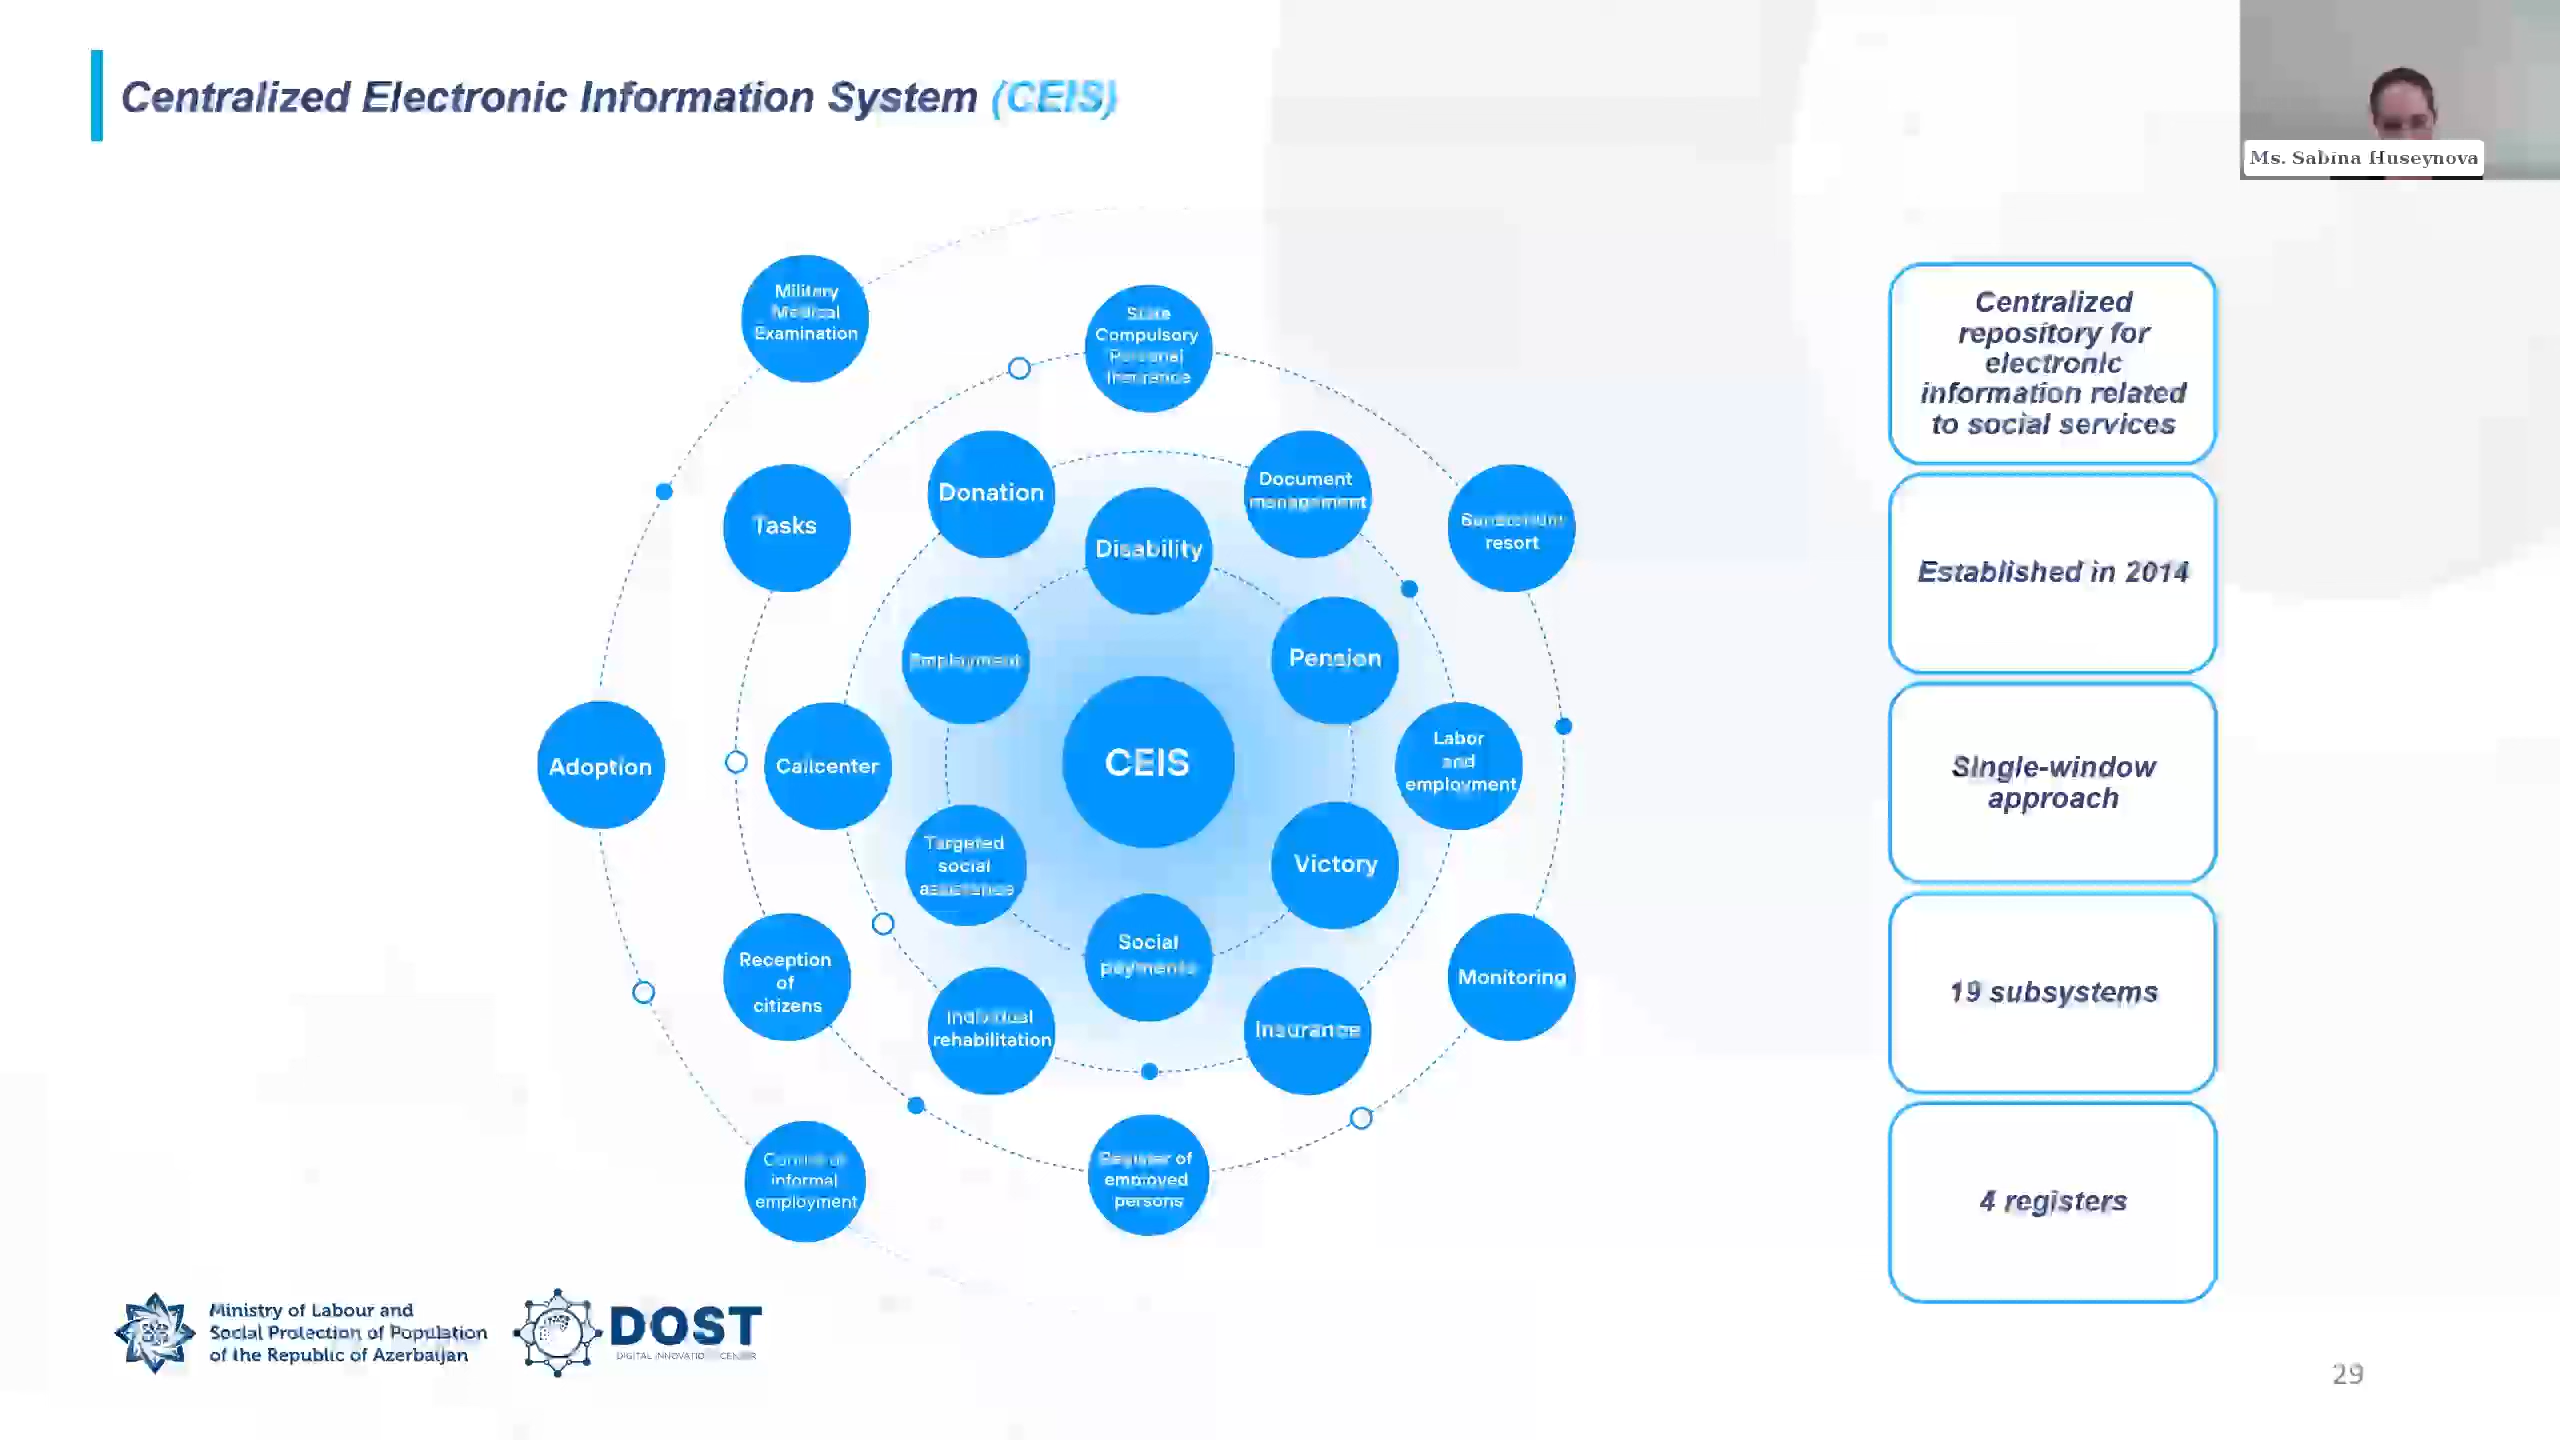 Centralized Electronic Information System (CEIS)
Ms. Sabina Huseynova
Military
Medical
Examination
State
Compulsory
Personal
Insurance
Donation
Document
management
Tasks
Disability
resort
Employment
Pension
Adoption
Callcenter
CEIS
Labor
and
employment
Targeted
social
assistance
Victory
Reception
of
citizens
Social
payments
Monitoring
Individual
rehabilitation
Insurance
informal
employment
Register of
employed
persons
Centralized
repository for
electronic
information related
to social services
Established in 2014
Single-window
approach
19 subsystems
4 registers
Ministry of Labour and
Social Protection of Population
of the Republic of Azerbaijan
DOST
DIGITAL INNOVATION CENTER
29